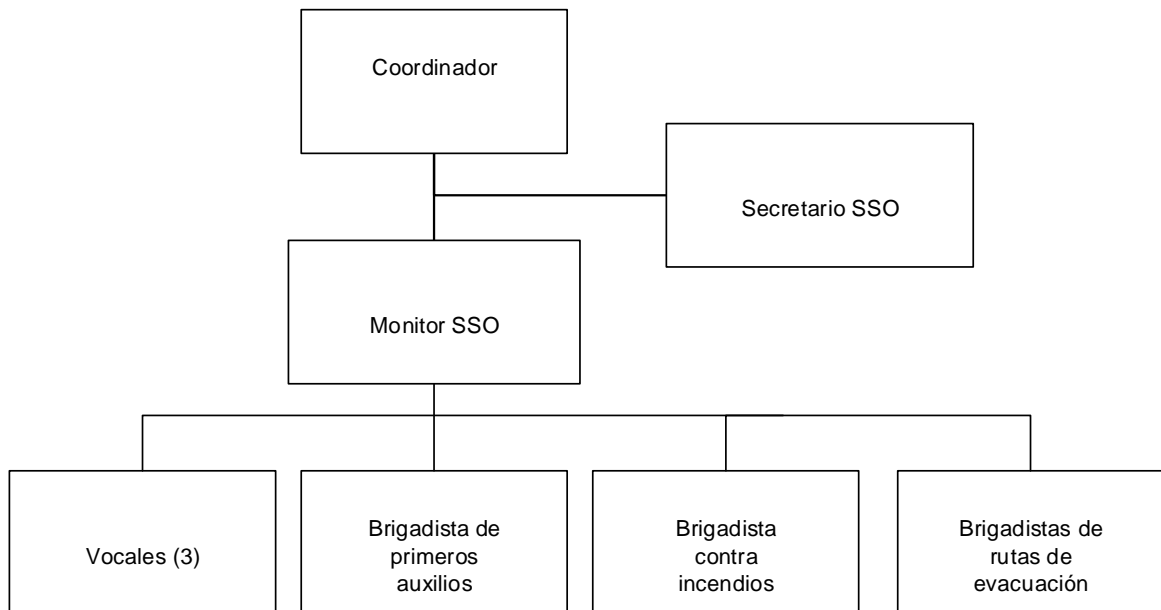 Coordinador
Secretario SSO
Monitor SSO
Vocales (3)
Brigadista de
primeros
auxilios
Brigadista
contra
incendios
Brigadistas de
rutas de
evacuación